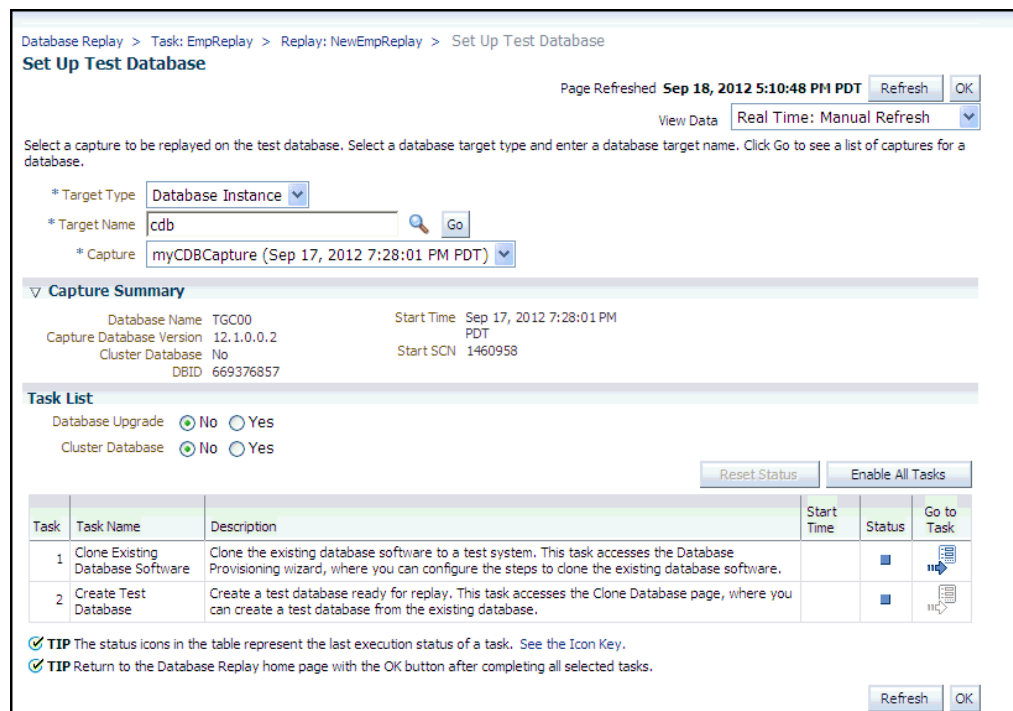 Database Replay > Task: EmpReplay > Replay: NewEmpReplay > Set Up Test Database
Set Up Test Database
Page Refreshed Sep 18, 2012 5:10:48 PM PDT Refresh OK
View Data Real Time: Manual Refresh
Select a capture to be replayed on the test database. Select a database target type and enter a database target name. Click Go to see a list of captures for a
database.
* Target Type Database Instance
* Target Name cdb Go
* Capture myCDBCapture (Sep 17, 2012 7:28:01 PM PDT)
Capture Summary
Database Name TGC00
Capture Database Version 12.1.0.0.2
Cluster Database No
DBID 669376857
Start Time Sep 17, 2012 7:28:01 PM
PDT
Start SCN 1460958
Task List
Database Upgrade No Yes
Cluster Database No Yes
Reset Status Enable All Tasks
Task Task Name Description Start
Time Status Go to
Task
1 Clone Existing
Database Software Clone the existing database software to a test system. This task accesses the Database
Provisioning wizard, where you can configure the steps to clone the existing database software.
2 Create Test
Database Create a test database ready for replay. This task accesses the Clone Database page, where you
can create a test database from the existing database.
TIP The status icons in the table represent the last execution status of a task. See the Icon Key.
TIP Return to the Database Replay home page with the OK button after completing all selected tasks.
Refresh OK